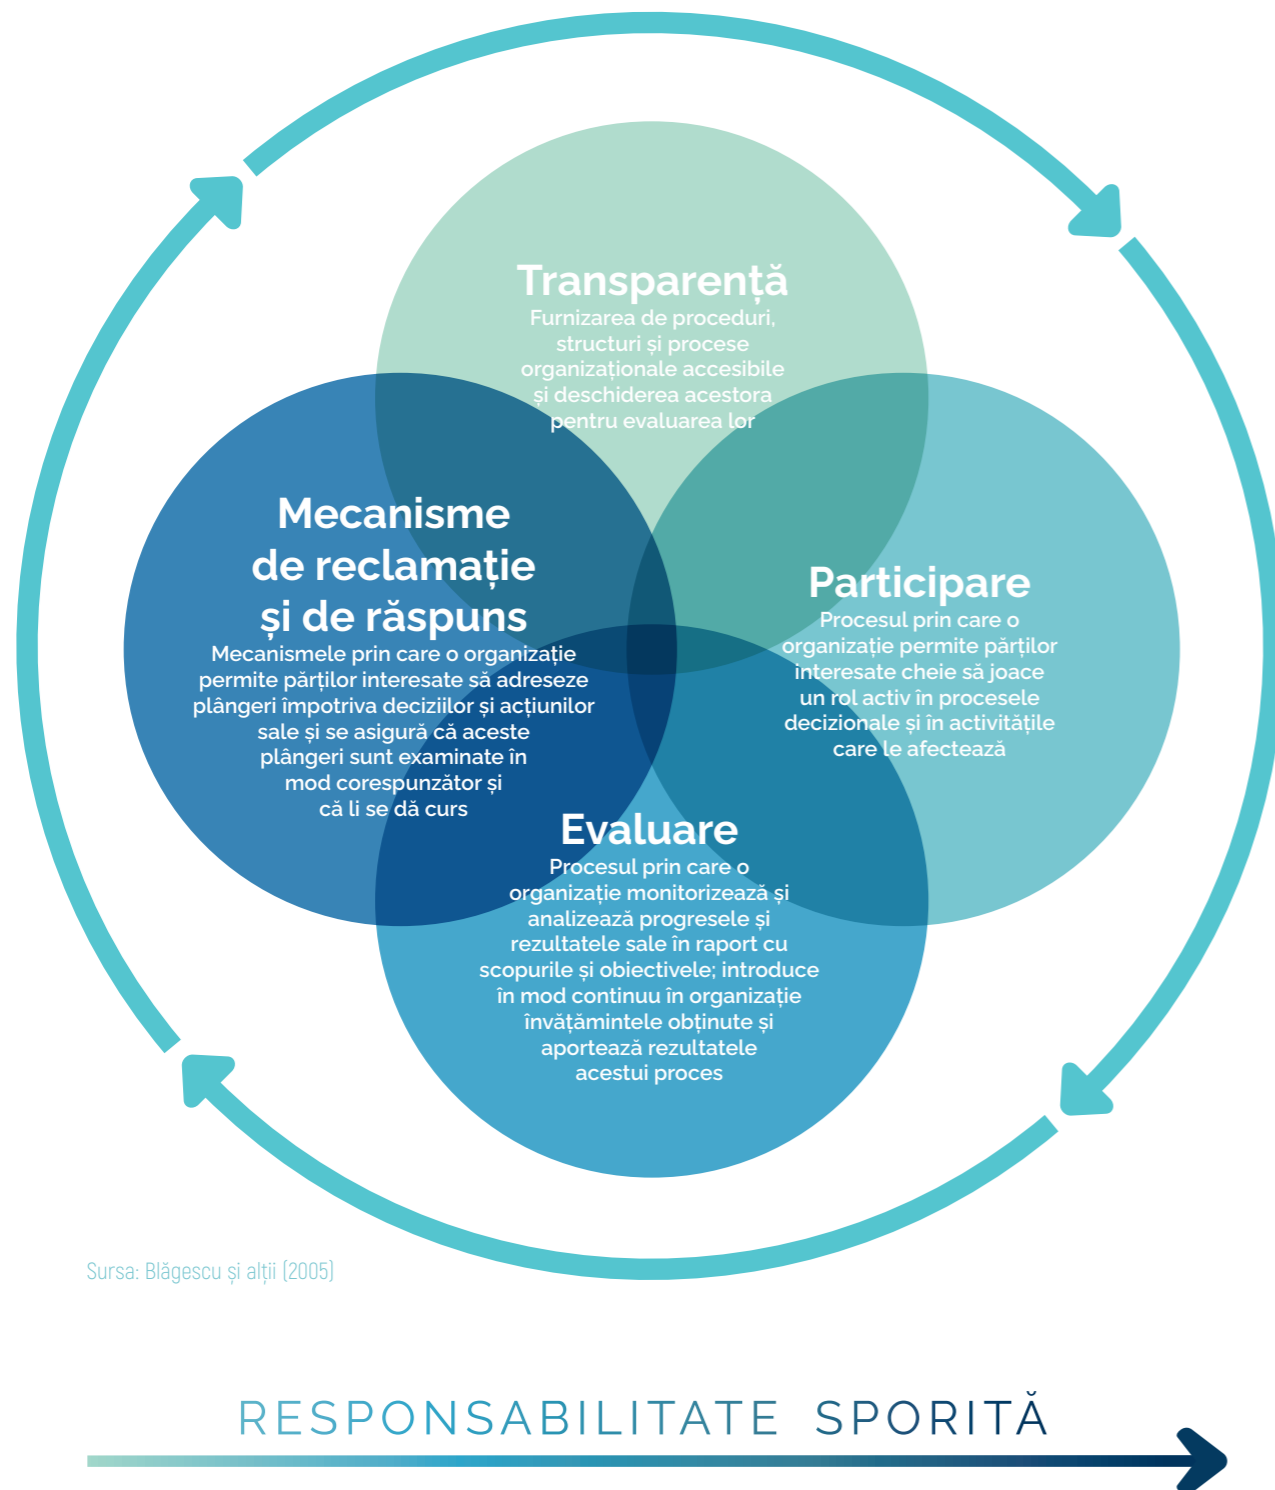 Transparență
Furnizarea de proceduri,
structuri și procese
organizaționale accesibile
și deschiderea acestora
pentru evaluarea lor
Mecanisme
de reclamație
și de răspuns
Mecanismele prin care o organizație
permite părților interesate să adreseze
plângeri împotriva deciziilor și acțiunilor
sale și se asigură că aceste
plângeri sunt examinate în
mod corespunzător și
că li se dă curs
Participare
Procesul prin care o
organizație permite părților
interesate cheie să joace
un rol activ în procesele
decizionale și în activitățile
care le afectează
Evaluare
Procesul prin care o
organizație monitorizează și
analizează progresele și
rezultatele sale în raport cu
scopurile și obiectivele; introduce
în mod continuu în organizație
învățămintele obținute și
aportează rezultatele
acestui proces
Sursa: Blăgescu și alții (2005)
RESPONSABILITATE SPORITĂ